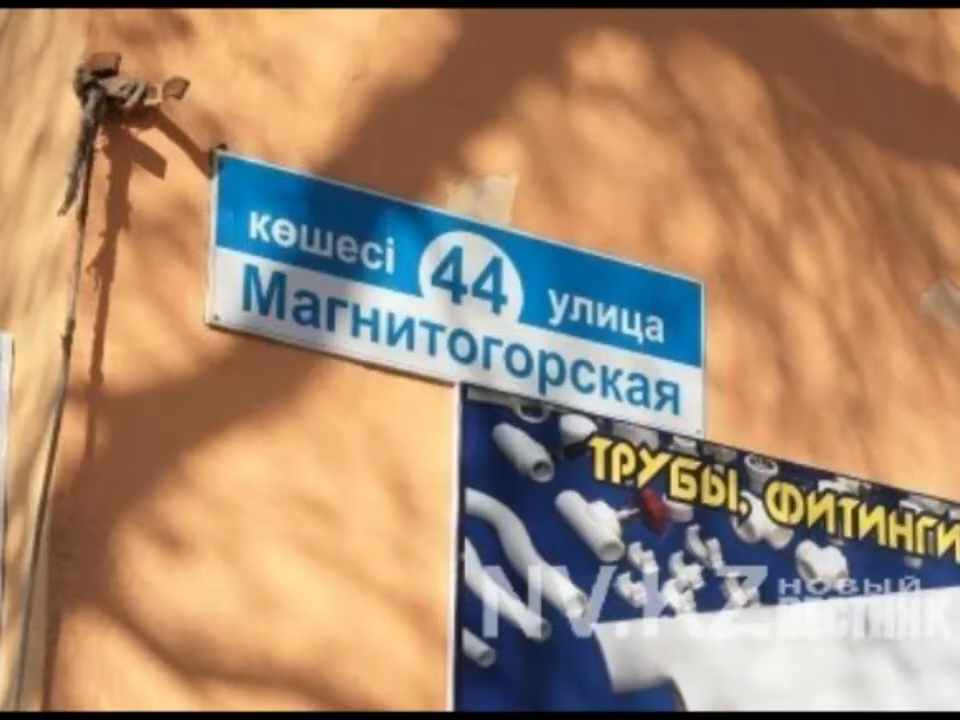 көшесі 44 улица
Магнитогорская
ТРУБЫ, ФИТИНГИ
NV.KZ НОВЫЙ
ВЕСТНИК